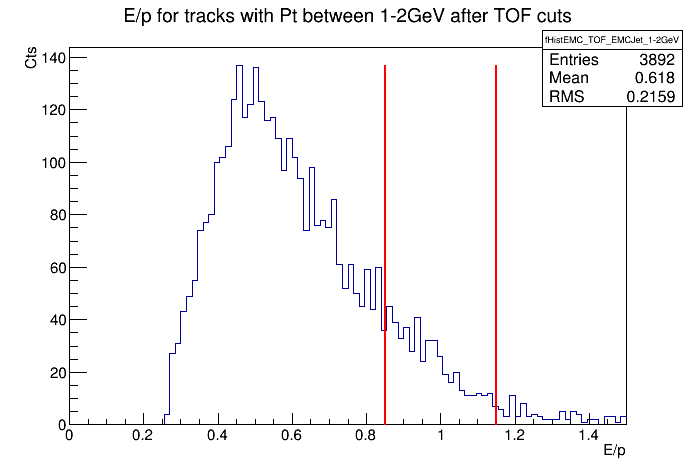 E/p for tracks with Pt between 1-2GeV after TOF cuts
fHistEMC_TOF_EMCJet_1-2GeV
Entries 3892
Mean 0.618
RMS 0.2159
Cts
140
120
100
80
60
40
20
0
0 0.2 0.4 0.6 0.8 1 1.2 1.4
E/p